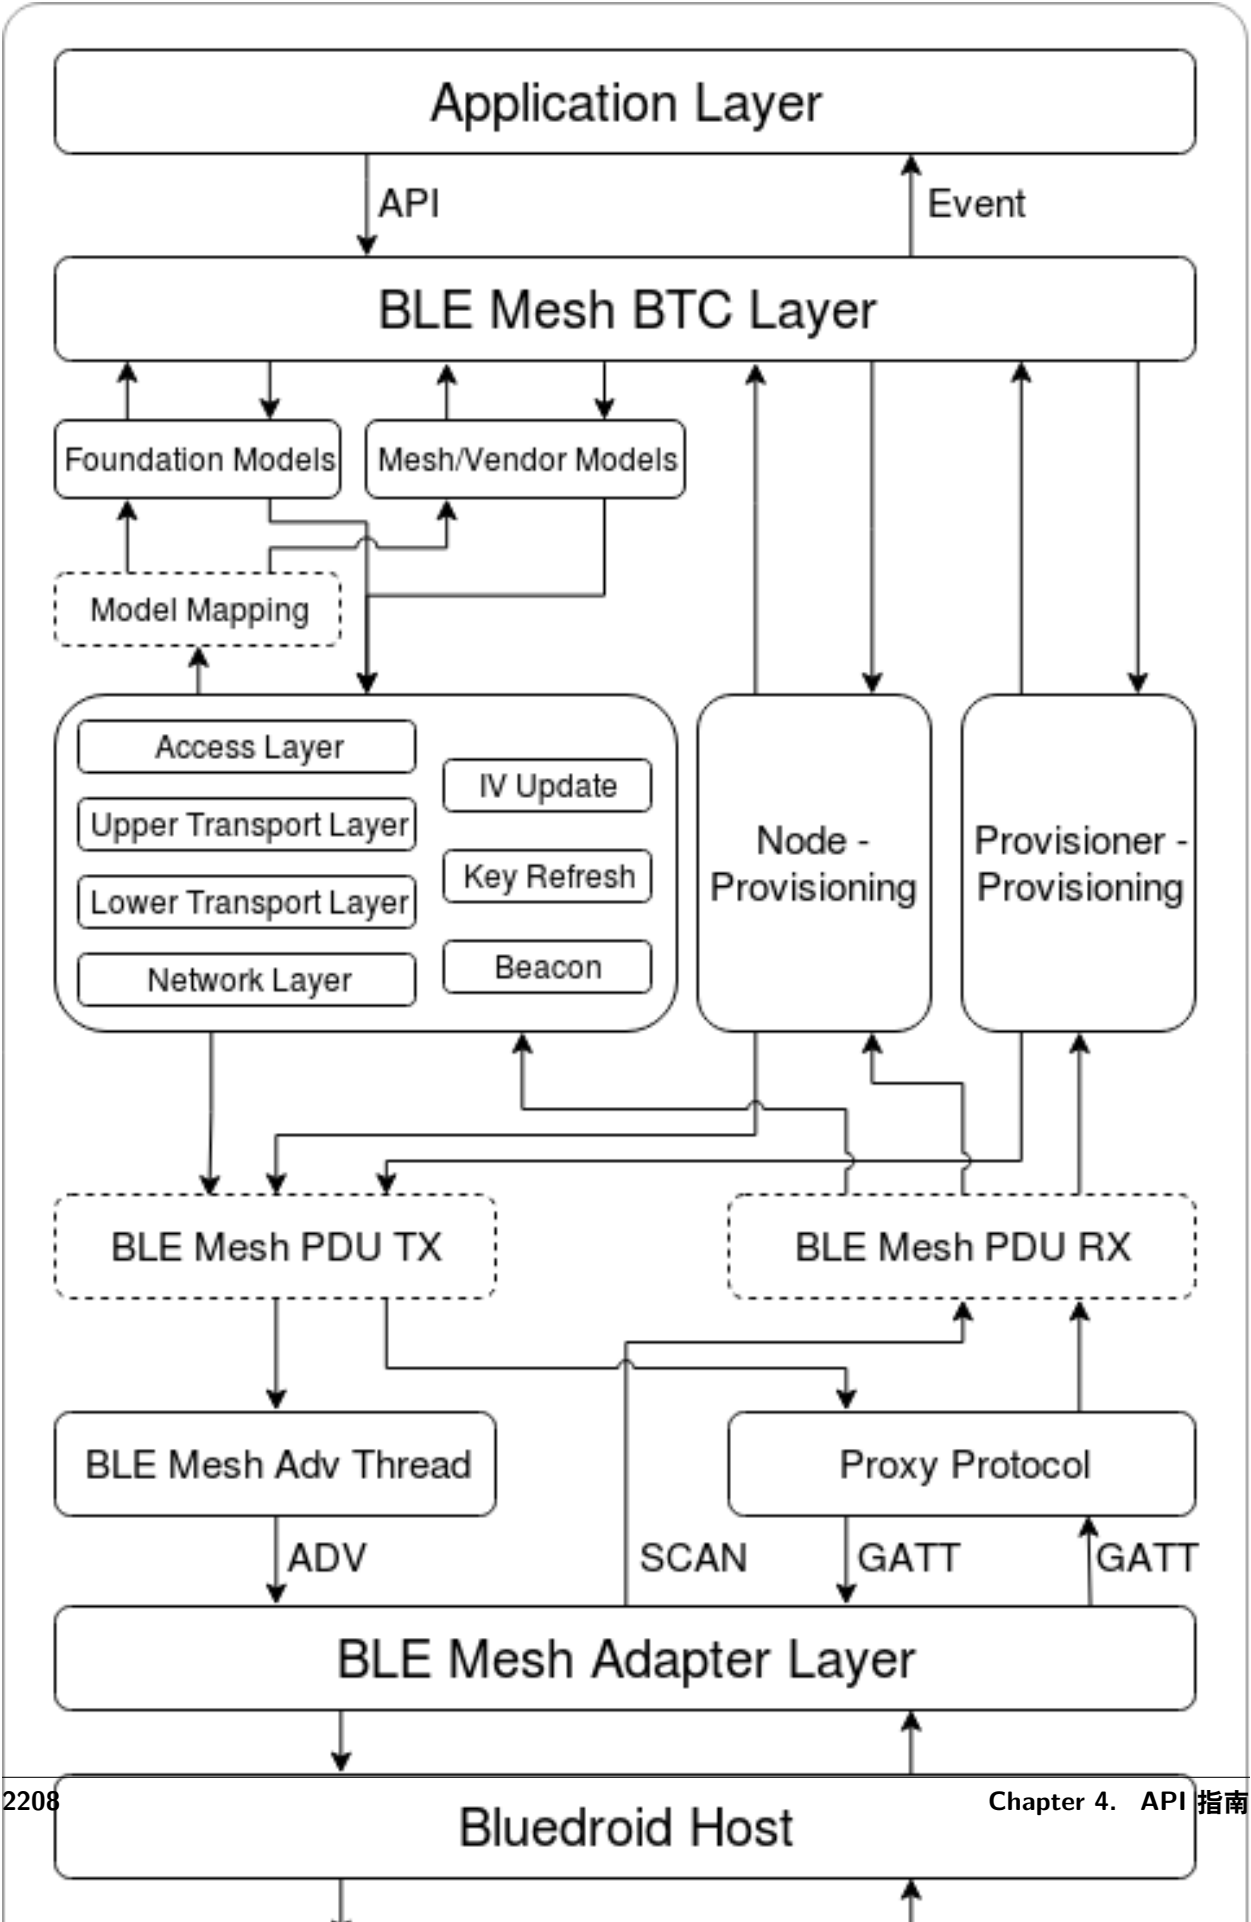 Application Layer
API
Event
BLE Mesh BTC Layer
Foundation Models
Mesh/Vendor Models
Model Mapping
Access Layer
Upper Transport Layer
Lower Transport Layer
Network Layer
IV Update
Key Refresh
Beacon
Node -
Provisioning
Provisioner -
Provisioning
BLE Mesh PDU TX
BLE Mesh PDU RX
BLE Mesh Adv Thread
Proxy Protocol
ADV
SCAN
GATT
GATT
BLE Mesh Adapter Layer
2208
Chapter 4. API 指南
Bluedroid Host